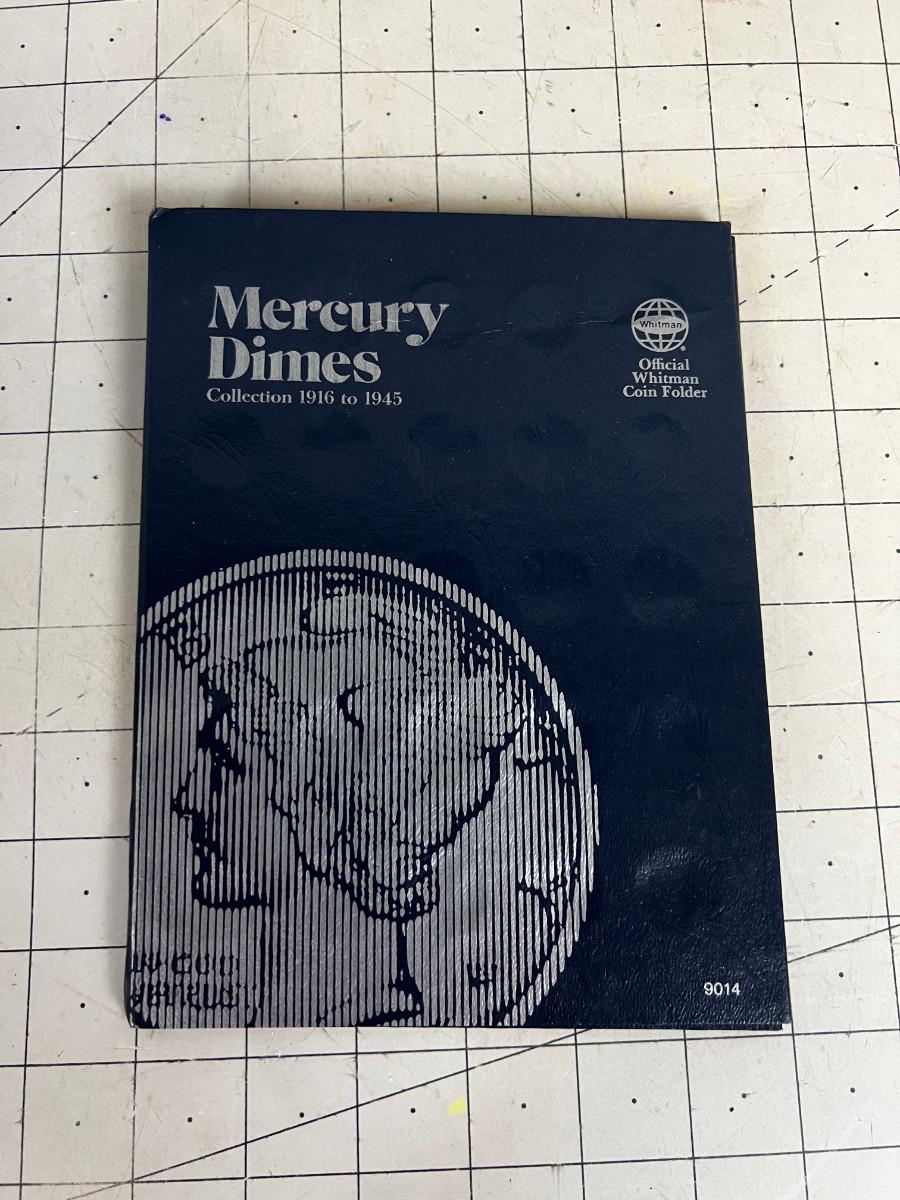 Mercury
Dimes
Collection 1916 to 1945
Whitman
Official
Whitman
Coin Folder
9014